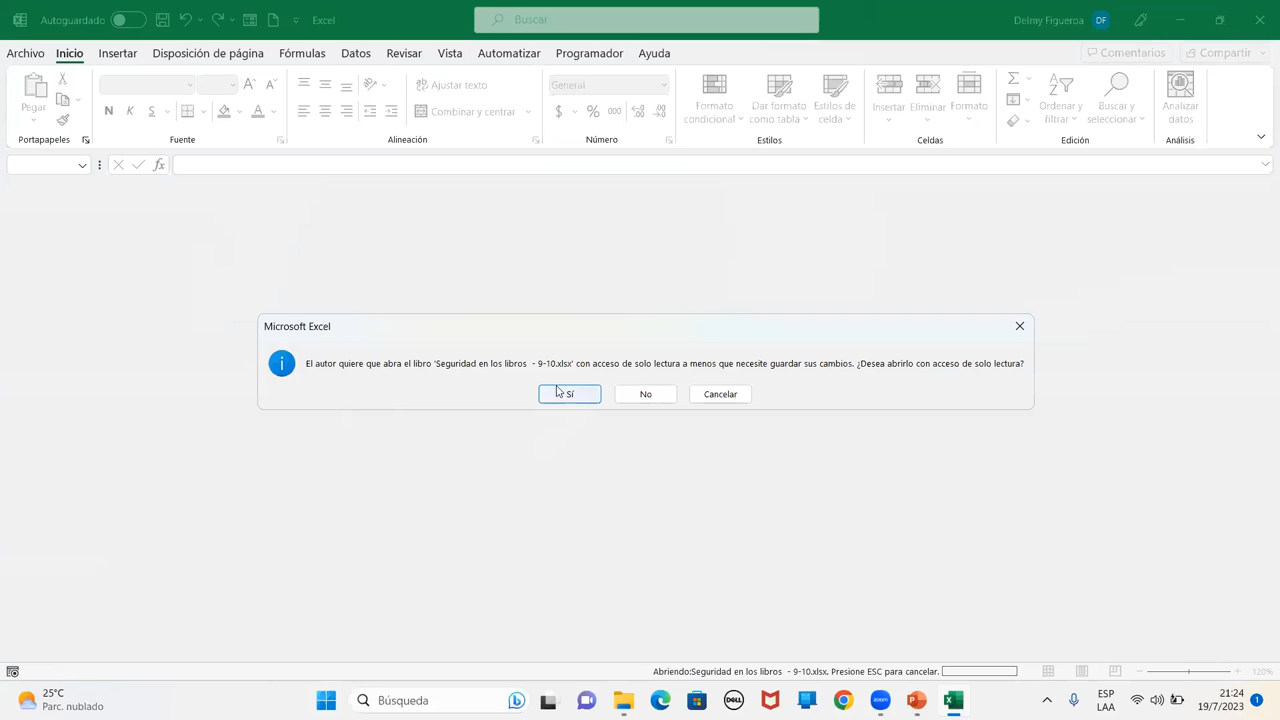 Autoguardado
Excel
Buscar
Delmy Figueroa
DF
Archivo
Inicio
Insertar
Disposición de página
Fórmulas
Datos
Revisar
Vista
Automatizar
Programador
Ayuda
Comentarios
Compartir
Pegar
Portapapeles
N
K
S
A
Fuente
Ajustar texto
Combinar y centrar
Alineación
General
$
%
000
Número
Formato
condicional
Dar formato
como tabla
Estilos de
celda
Estilos
Insertar
Eliminar
Formato
Celdas
Ordenar y
filtrar
Buscar y
seleccionar
Edición
Analizar
datos
Análisis
fx
Microsoft Excel
El autor quiere que abra el libro 'Seguridad en los libros - 9-10.xlsx' con acceso de solo lectura a menos que necesite guardar sus cambios. ¿Desea abrirlo con acceso de solo lectura?
Sí
No
Cancelar
Abriendo:Seguridad en los libros - 9-10.xlsx. Presione ESC para cancelar.
120%
25°C
Parc. nublado
Búsqueda
DELL
zoom
ESP
LAA
21:24
19/7/2023
1